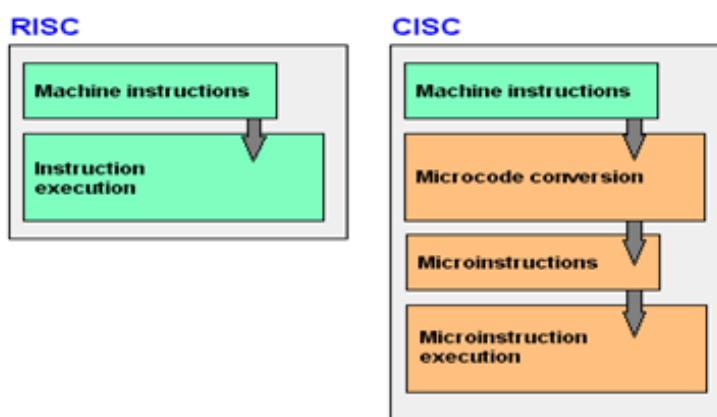 RISC
Machine instructions
Instruction
execution
CISC
Machine instructions
Microcode conversion
Microinstructions
Microinstruction
execution